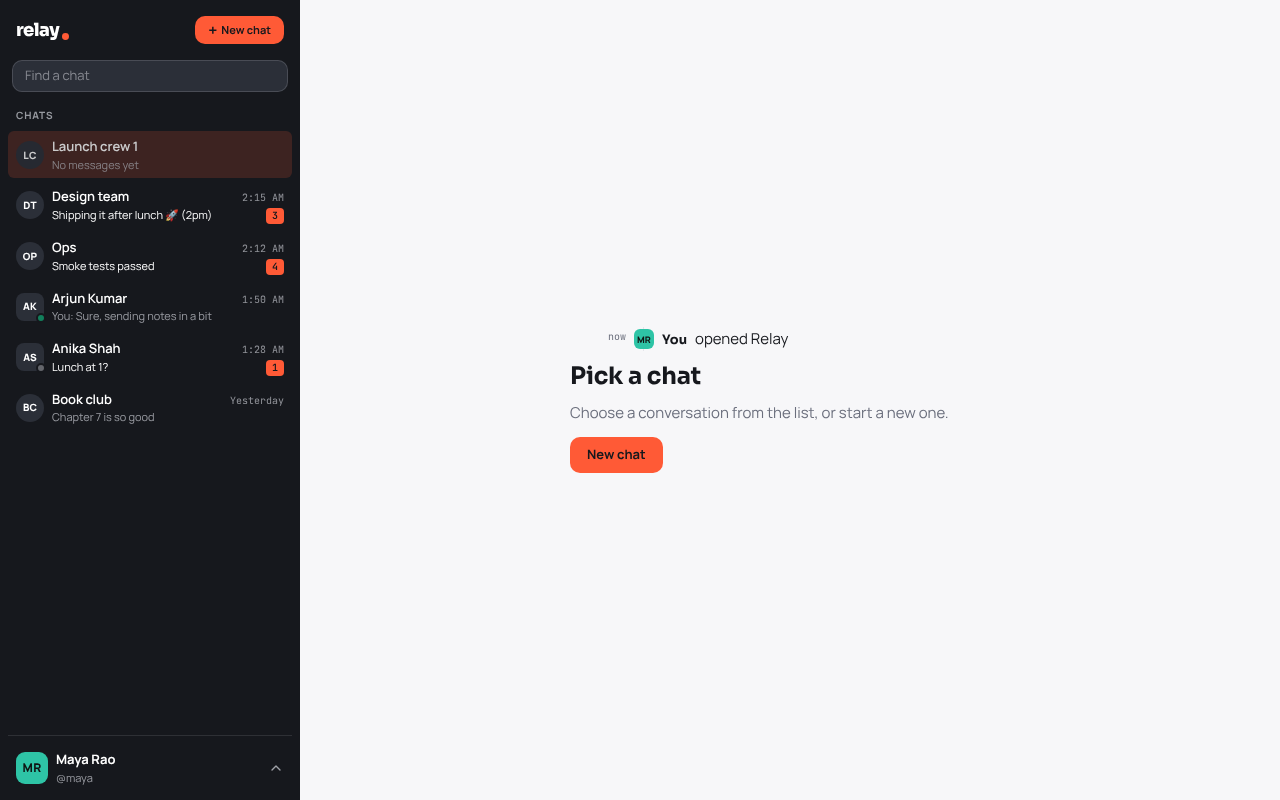 relay.
+ New chat
Find a chat
CHATS
LC Launch crew 1
No messages yet
DT Design team 2:15 AM
Shipping it after lunch 🚀 (2pm) 3
OP Ops 2:12 AM
Smoke tests passed 4
AK Arjun Kumar 1:50 AM
You: Sure, sending notes in a bit
AS Anika Shah 1:28 AM
Lunch at 1? 1
BC Book club Yesterday
Chapter 7 is so good
MR Maya Rao
@maya
now MR You opened Relay
Pick a chat
Choose a conversation from the list, or start a new one.
New chat